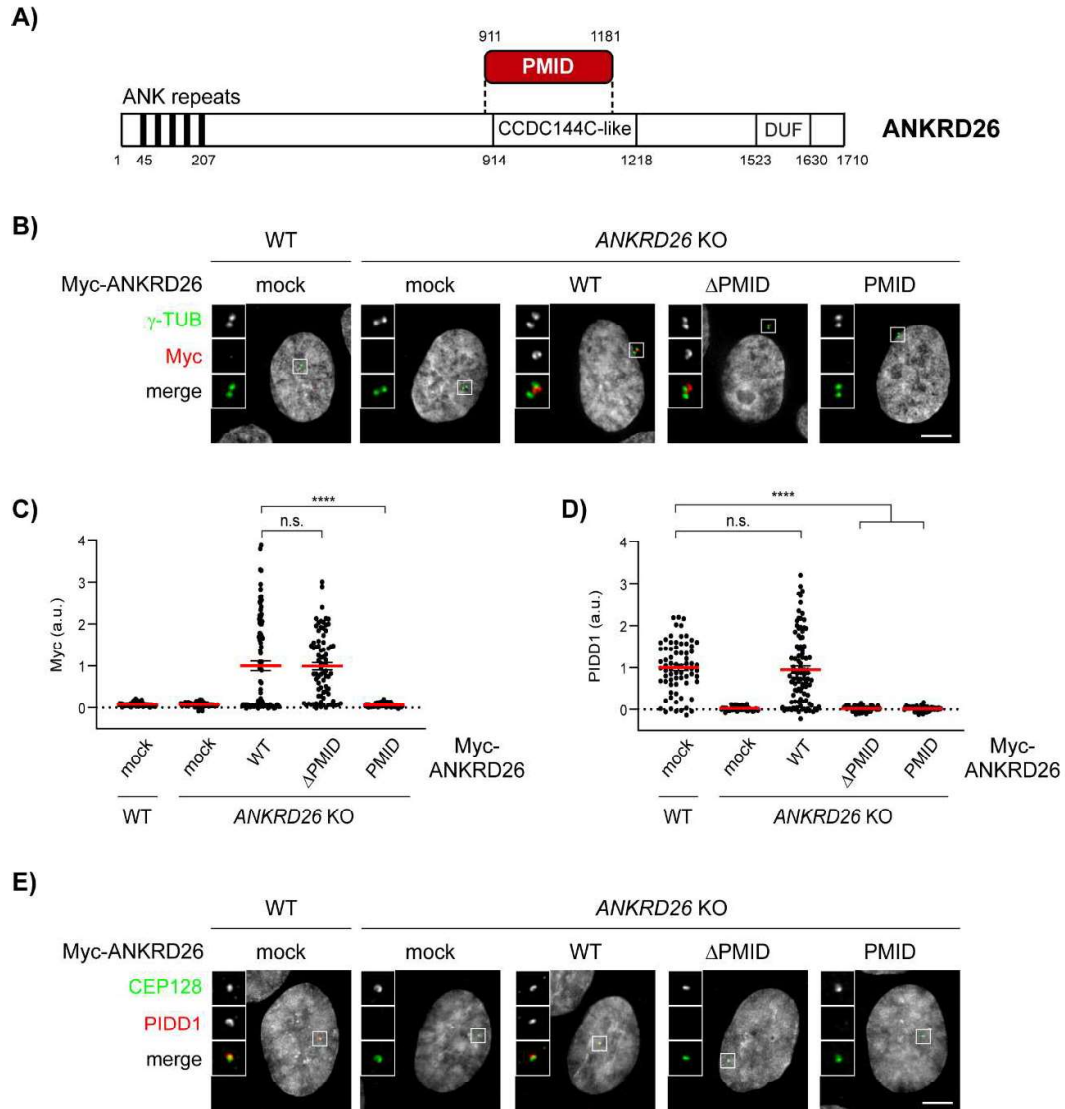 A)
911 1181
PMID
ANK repeats
CCDC144C-like DUF ANKRD26
1 45 207 914 1218 1523 1630 1710
B)
WT ANKRD26 KO
Myc-ANKRD26 mock mock WT ΔPMID PMID
γ-TUB
Myc
merge
C)
****
n.s.
4
3
2
1
0
Myc (a.u.)
mock mock WT ΔPMID PMID Myc-
ANKRD26
WT ANKRD26 KO
D)
****
n.s.
4
3
2
1
0
PIDD1 (a.u.)
mock mock WT ΔPMID PMID Myc-
ANKRD26
WT ANKRD26 KO
E)
WT ANKRD26 KO
Myc-ANKRD26 mock mock WT ΔPMID PMID
CEP128
PIDD1
merge